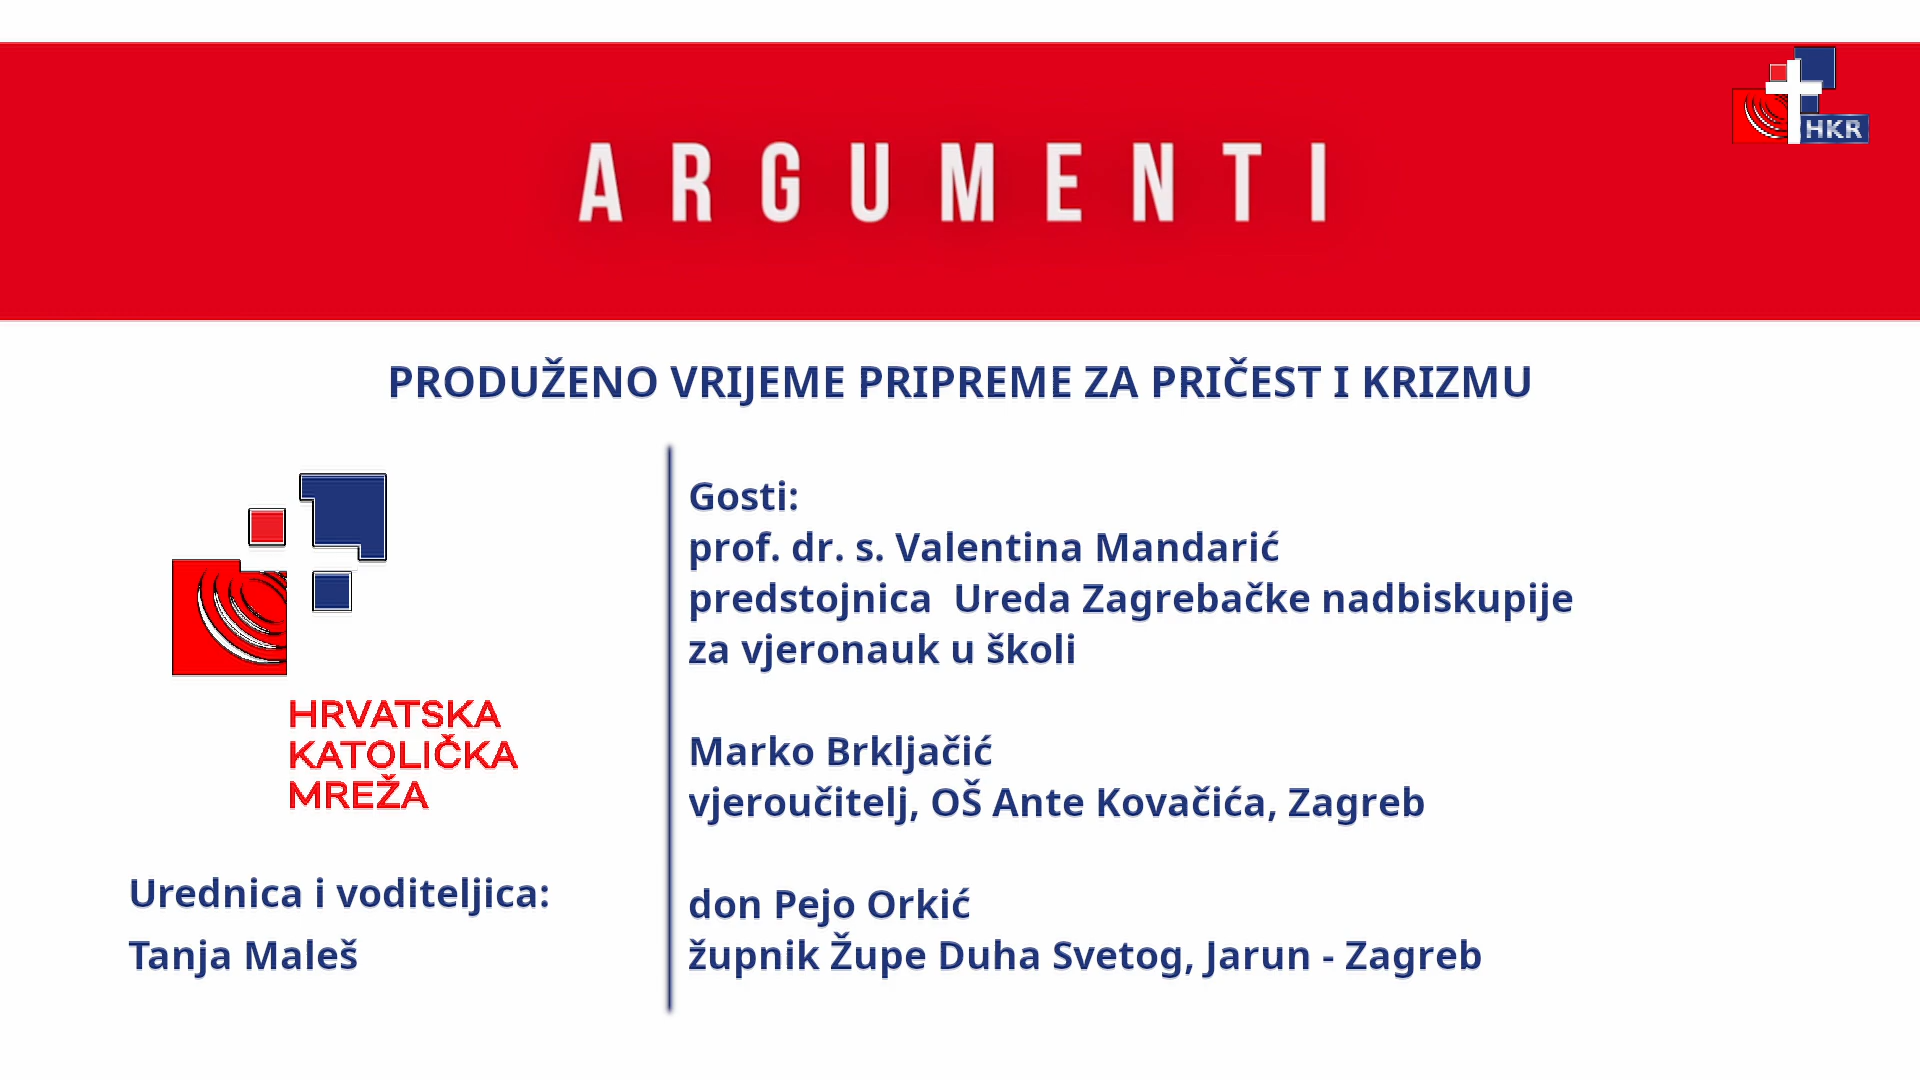 ARGUMENTI
HKR
PRODUŽENO VRIJEME PRIPREME ZA PRIČEST I KRIZMU
HRVATSKA
KATOLIČKA
MREŽA
Urednica i voditeljica:
Tanja Maleš
Gosti:
prof. dr. s. Valentina Mandarić
predstojnica  Ureda Zagrebačke nadbiskupije
za vjeronauk u školi
Marko Brkljačić
vjeroučitelj, OŠ Ante Kovačića, Zagreb
don Pejo Orkić
župnik Župe Duha Svetog, Jarun - Zagreb